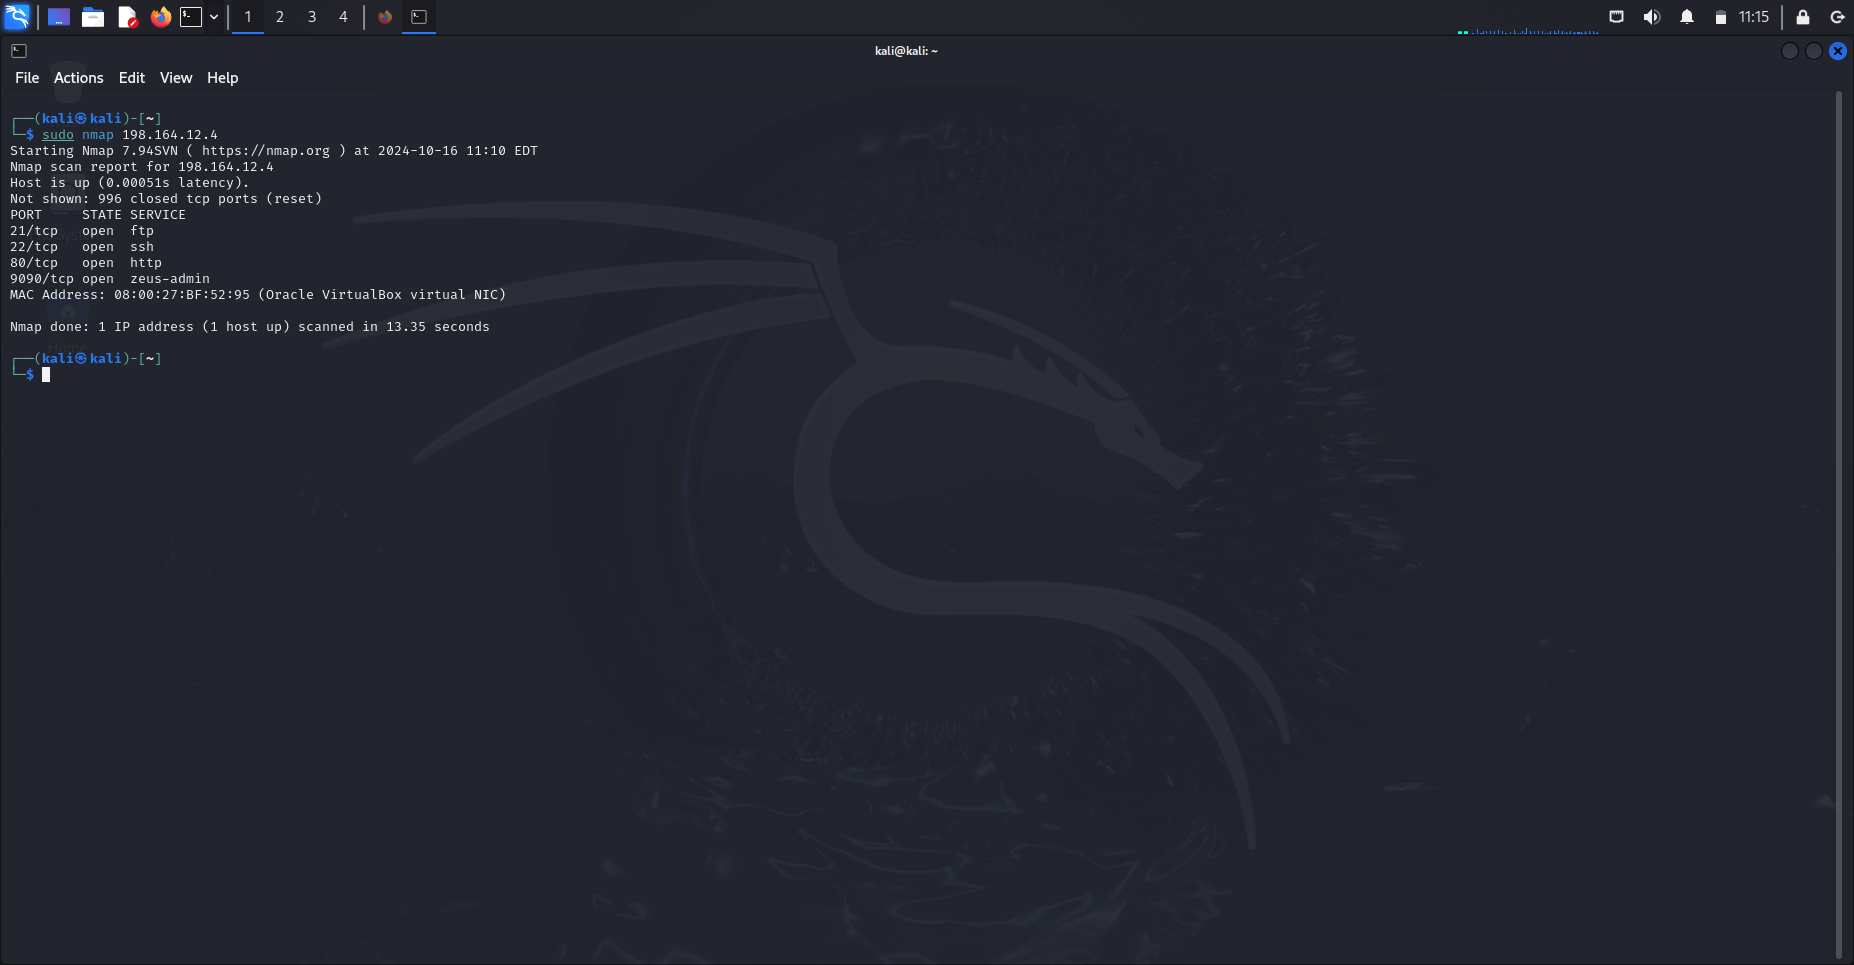 1 2 3 4 11:15
kali@kali: ~
File Actions Edit View Help
┌──(kali㉿kali)-[~]
└─$ sudo nmap 198.164.12.4
Starting Nmap 7.94SVN ( https://nmap.org ) at 2024-10-16 11:10 EDT
Nmap scan report for 198.164.12.4
Host is up (0.00051s latency).
Not shown: 996 closed tcp ports (reset)
PORT     STATE SERVICE
21/tcp   open  ftp
22/tcp   open  ssh
80/tcp   open  http
9090/tcp open  zeus-admin
MAC Address: 08:00:27:BF:52:95 (Oracle VirtualBox virtual NIC)
Nmap done: 1 IP address (1 host up) scanned in 13.35 seconds
Home
┌──(kali㉿kali)-[~]
└─$